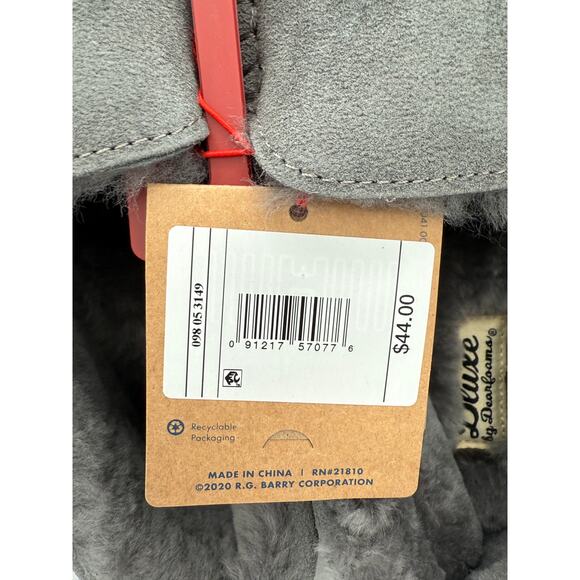 098 05 3149
0 91217 57077 6
$44.00
Recyclable
Packaging
MADE IN CHINA | RN#21810
©2020 R.G. BARRY CORPORATION
Dluxe
by Dearfoams®